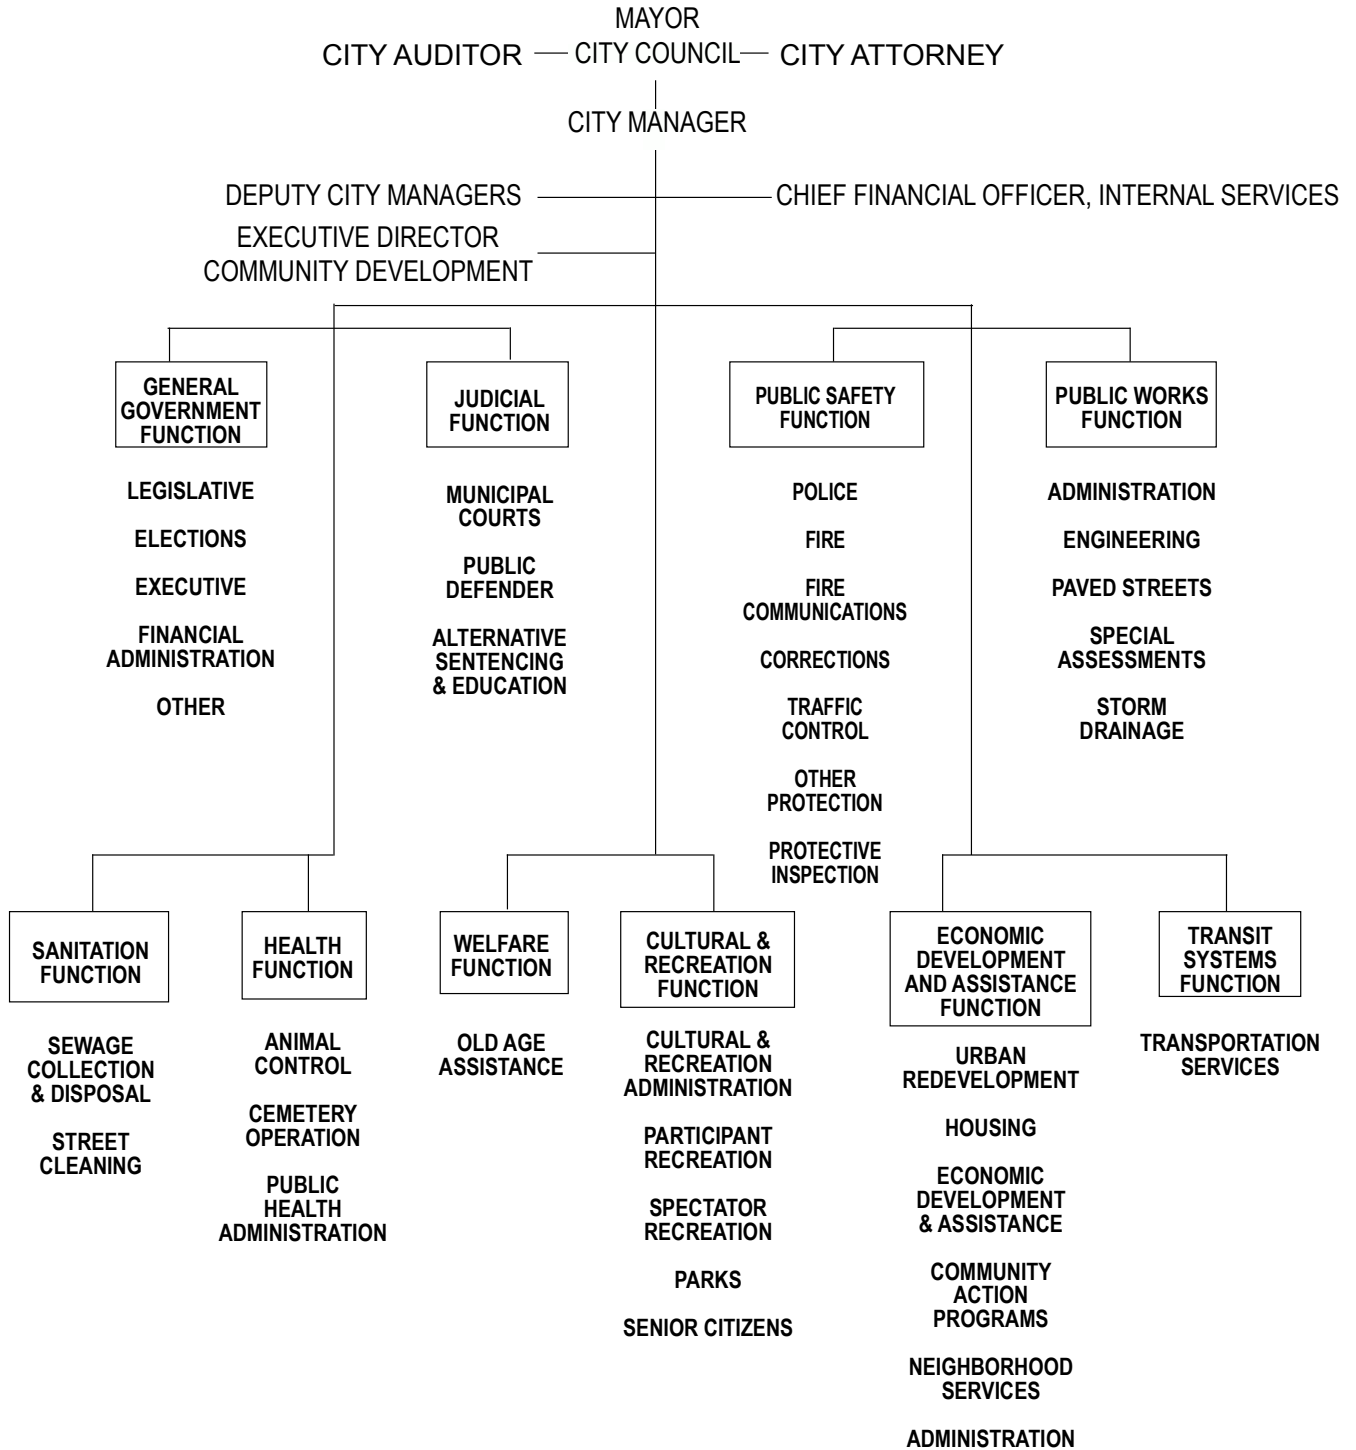 MAYOR
CITY AUDITOR — CITY COUNCIL — CITY ATTORNEY
CITY MANAGER
DEPUTY CITY MANAGERS
CHIEF FINANCIAL OFFICER, INTERNAL SERVICES
EXECUTIVE DIRECTOR
COMMUNITY DEVELOPMENT
GENERAL
GOVERNMENT
FUNCTION
LEGISLATIVE
ELECTIONS
EXECUTIVE
FINANCIAL
ADMINISTRATION
OTHER
JUDICIAL
FUNCTION
MUNICIPAL
COURTS
PUBLIC
DEFENDER
ALTERNATIVE
SENTENCING
& EDUCATION
PUBLIC SAFETY
FUNCTION
POLICE
FIRE
FIRE
COMMUNICATIONS
CORRECTIONS
TRAFFIC
CONTROL
OTHER
PROTECTION
PROTECTIVE
INSPECTION
PUBLIC WORKS
FUNCTION
ADMINISTRATION
ENGINEERING
PAVED STREETS
SPECIAL
ASSESSMENTS
STORM
DRAINAGE
SANITATION
FUNCTION
SEWAGE
COLLECTION
& DISPOSAL
STREET
CLEANING
HEALTH
FUNCTION
ANIMAL
CONTROL
CEMETERY
OPERATION
PUBLIC
HEALTH
ADMINISTRATION
WELFARE
FUNCTION
OLD AGE
ASSISTANCE
CULTURAL &
RECREATION
FUNCTION
CULTURAL &
RECREATION
ADMINISTRATION
PARTICIPANT
RECREATION
SPECTATOR
RECREATION
PARKS
SENIOR CITIZENS
ECONOMIC
DEVELOPMENT
AND ASSISTANCE
FUNCTION
URBAN
REDEVELOPMENT
HOUSING
ECONOMIC
DEVELOPMENT
& ASSISTANCE
COMMUNITY
ACTION
PROGRAMS
NEIGHBORHOOD
SERVICES
ADMINISTRATION
TRANSIT
SYSTEMS
FUNCTION
TRANSPORTATION
SERVICES